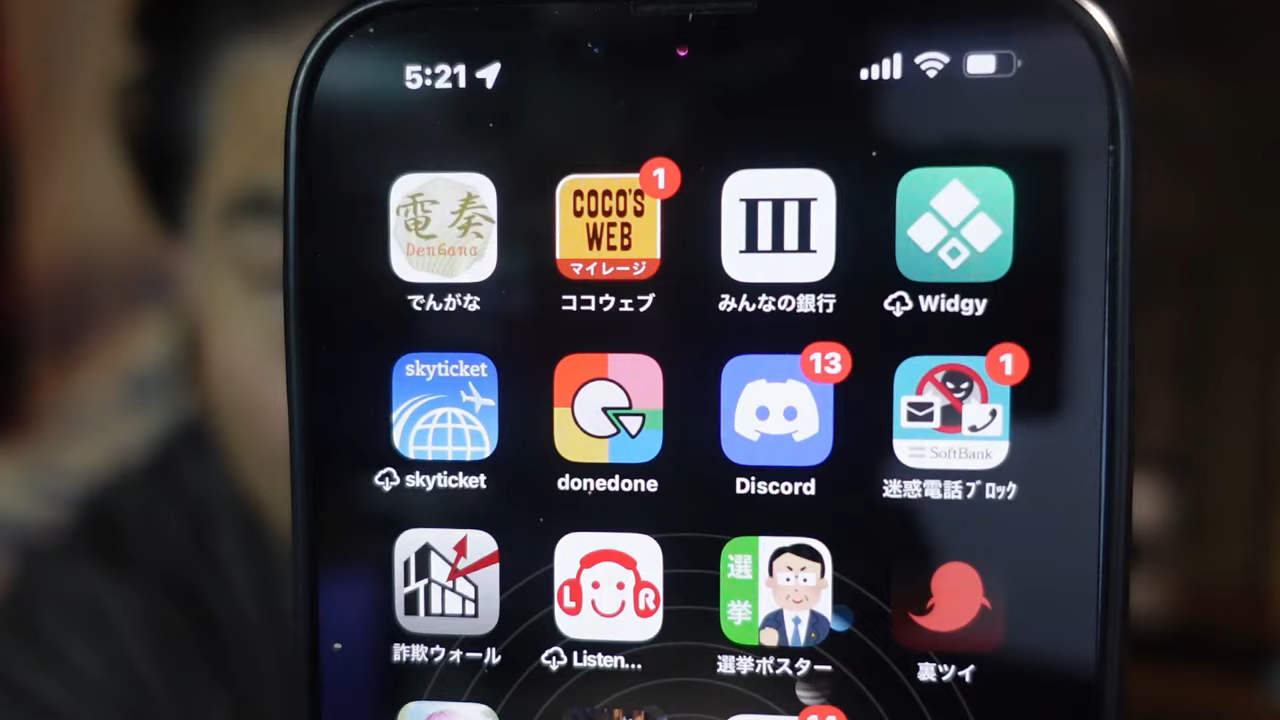 5:21
電奏
DenGana
でんがな
COCO'S
WEB
マイレージ
1
ココウェブ
みんなの銀行
Widgy
skyticket
skyticket
donedone
13
Discord
1
SoftBank
迷惑電話ブロック
詐欺ウォール
L R
Listen...
選挙
選挙ポスター
裏ツイ